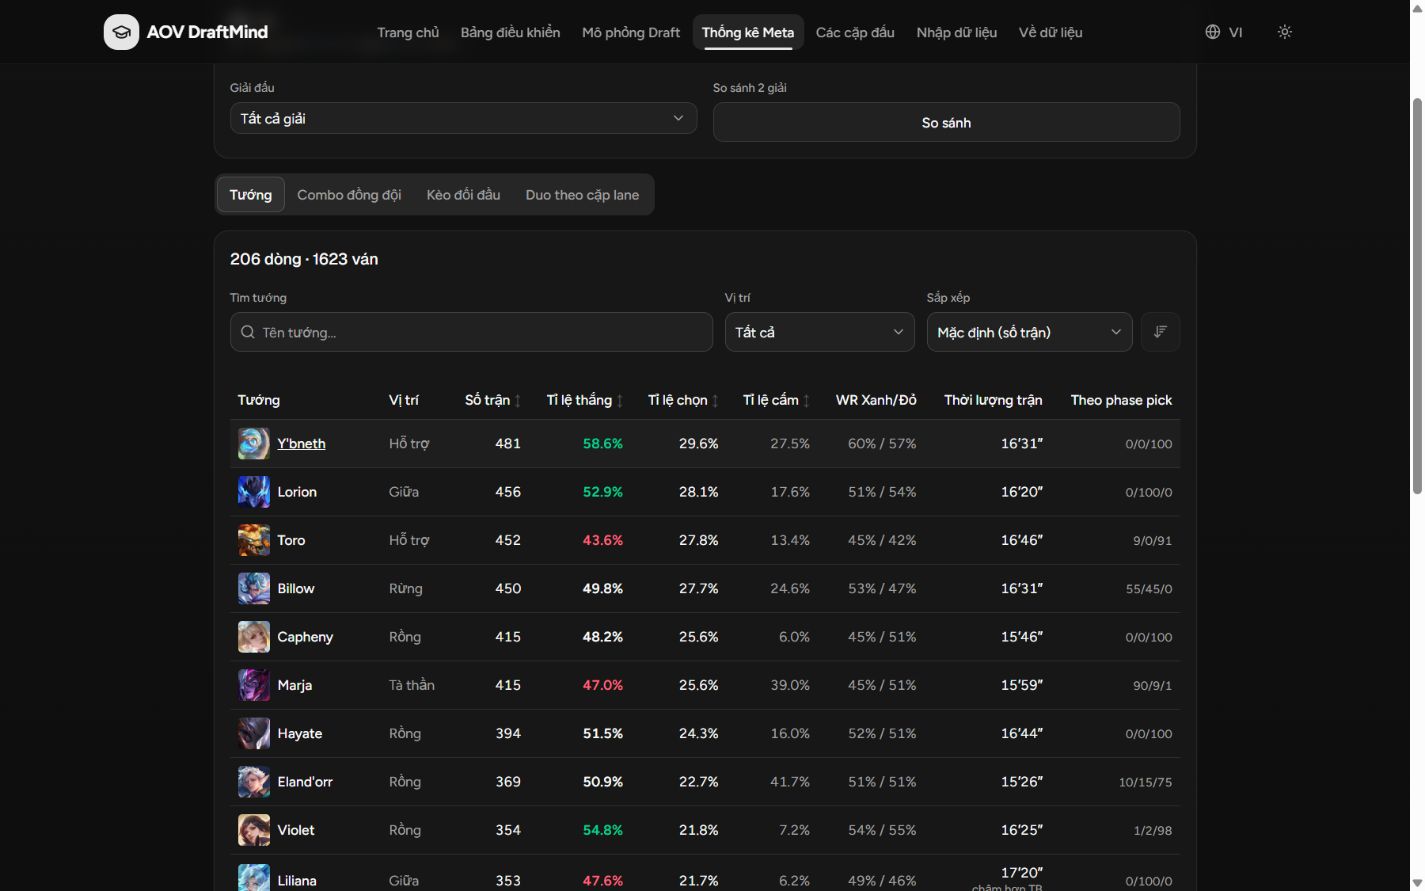 AOV DraftMind Trang chủ Bảng điều khiển Mô phỏng Draft Thống kê Meta Các cặp đấu Nhập dữ liệu Về dữ liệu VI
Giải đấu So sánh 2 giải
Tất cả giải So sánh
Tướng Combo đồng đội Kèo đối đầu Duo theo cặp lane
206 dòng · 1623 ván
Tìm tướng Vị trí Sắp xếp
Tên tướng... Tất cả Mặc định (số trận)
Tướng Vị trí Số trận Tỉ lệ thắng Tỉ lệ chọn Tỉ lệ cấm WR Xanh/Đỏ Thời lượng trận Theo phase pick
Y'bneth Hỗ trợ 481 58.6% 29.6% 27.5% 60% / 57% 16'31" 0/0/100
Lorion Giữa 456 52.9% 28.1% 17.6% 51% / 54% 16'20" 0/100/0
Toro Hỗ trợ 452 43.6% 27.8% 13.4% 45% / 42% 16'46" 9/0/91
Billow Rừng 450 49.8% 27.7% 24.6% 53% / 47% 16'31" 55/45/0
Capheny Rồng 415 48.2% 25.6% 6.0% 45% / 51% 15'46" 0/0/100
Marja Tà thần 415 47.0% 25.6% 39.0% 45% / 51% 15'59" 90/9/1
Hayate Rồng 394 51.5% 24.3% 16.0% 52% / 51% 16'44" 0/0/100
Eland'orr Rồng 369 50.9% 22.7% 41.7% 51% / 51% 15'26" 10/15/75
Violet Rồng 354 54.8% 21.8% 7.2% 54% / 55% 16'25" 1/2/98
Liliana Giữa 353 47.6% 21.7% 6.2% 49% / 46% 17'20" 0/100/0
chậm hơn TB